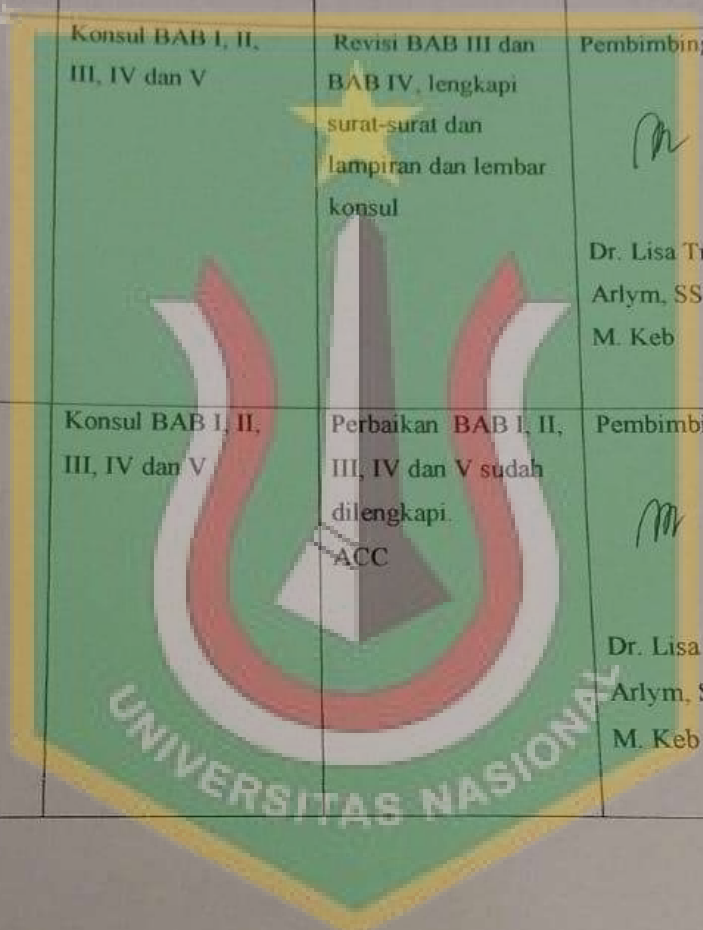 Konsul BAB I, II,
III, IV dan V
Revisi BAB III dan
BAB IV, lengkapi
surat-surat dan
lampiran dan lembar
konsul
Pembimbing
Dr. Lisa
Arlym, SS
M. Keb
Konsul BAB I, II,
III, IV dan V
Perbaikan BAB I, II,
III, IV dan V sudah
dilengkapi.
ACC
Dr. Lisa
Arlym,
M. Keb
UNIVERSITAS NASIONAL